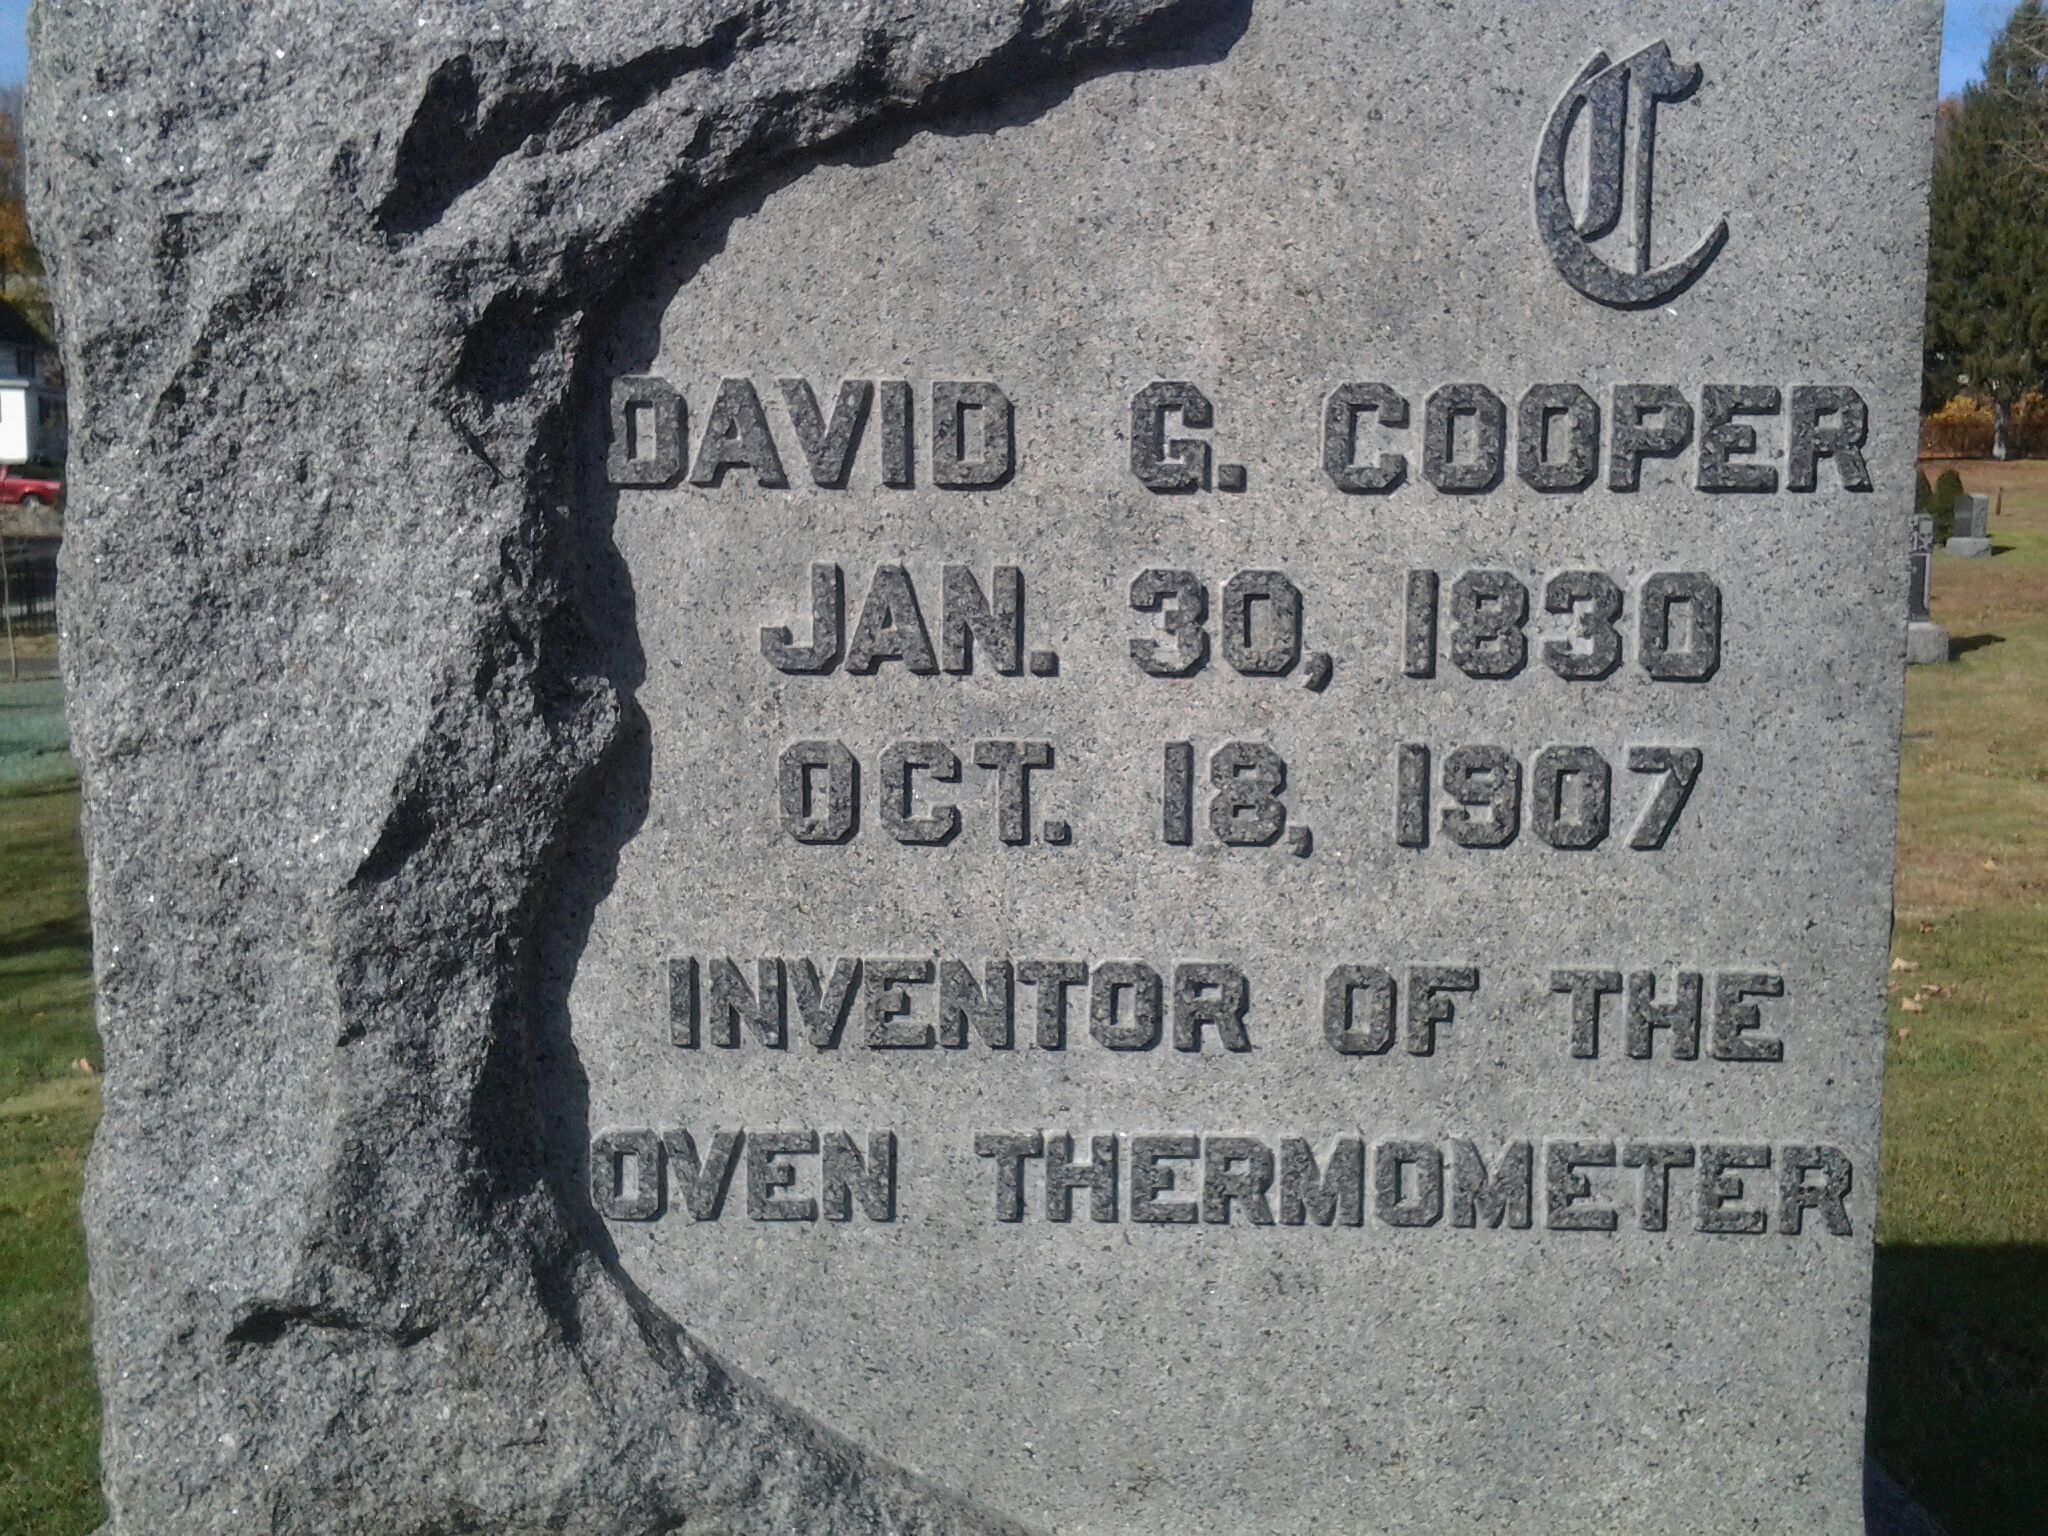 C
DAVID G. COOPER
JAN. 30, 1830
OCT. 18, 1907
INVENTOR OF THE
OVEN THERMOMETER